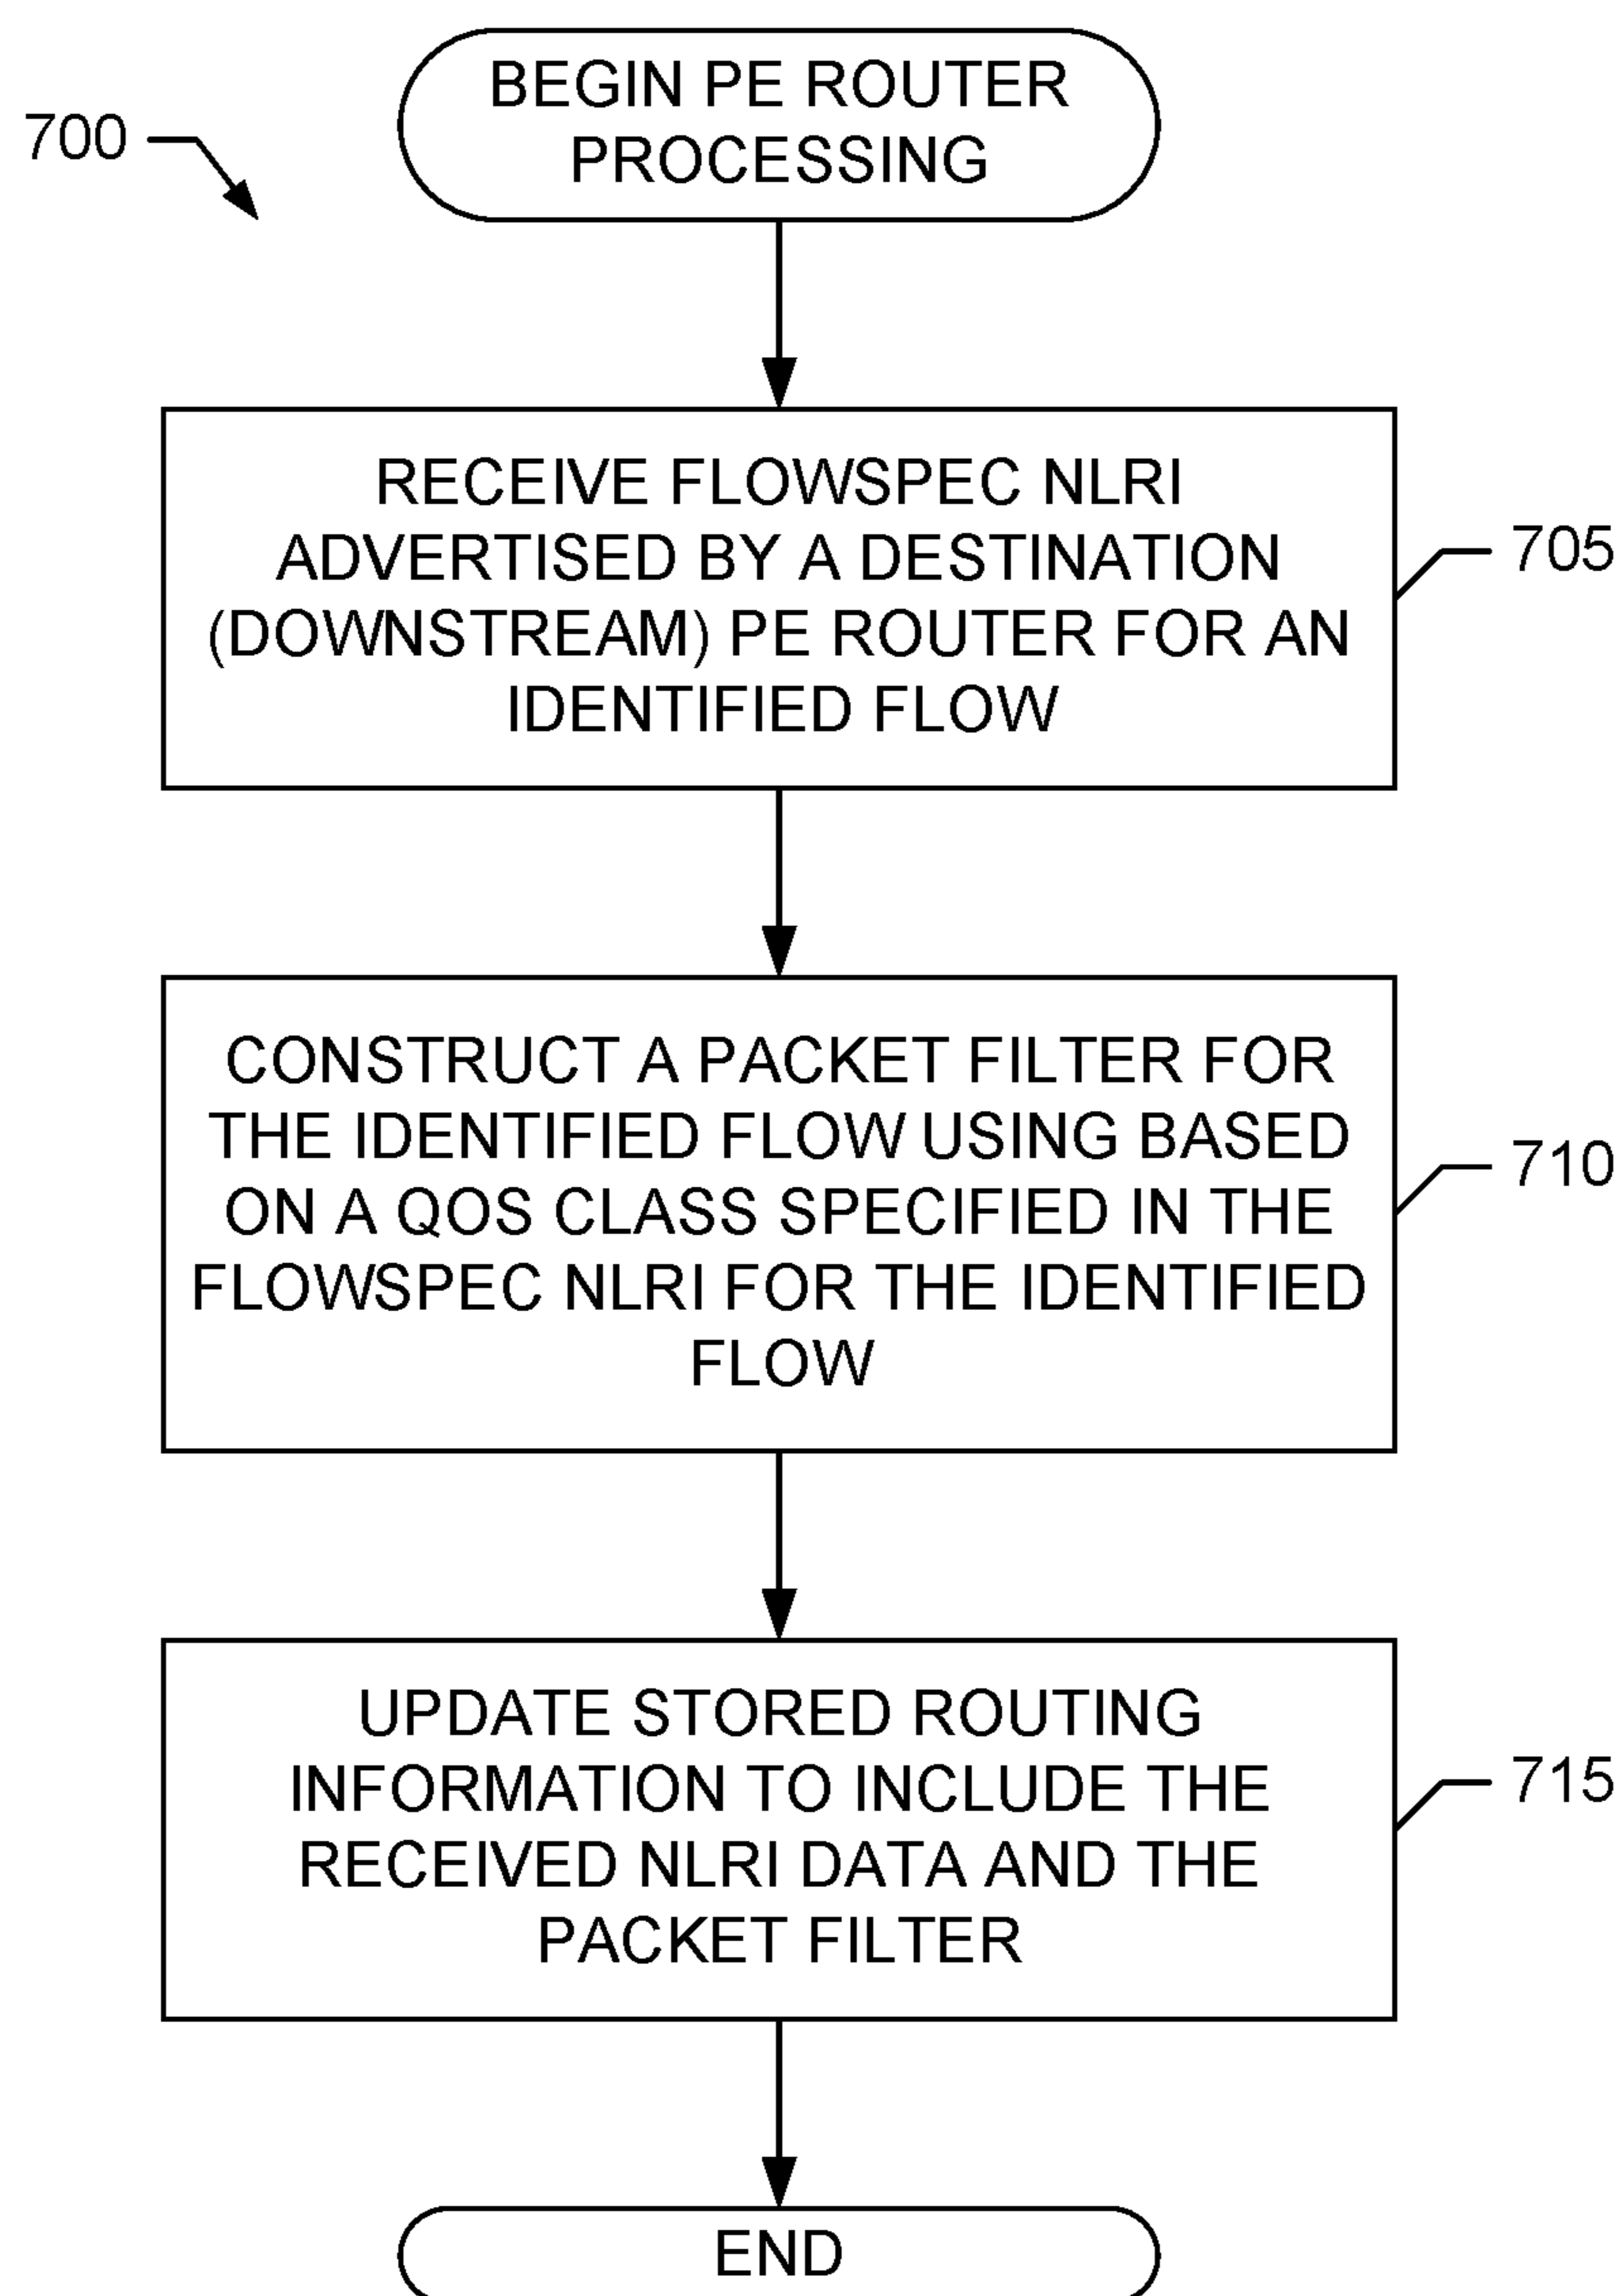 BEGIN PE ROUTER
PROCESSING
700
RECEIVE FLOWSPEC NLRI
ADVERTISED BY A DESTINATION
(DOWNSTREAM) PE ROUTER FOR AN
IDENTIFIED FLOW
705
CONSTRUCT A PACKET FILTER FOR
THE IDENTIFIED FLOW USING BASED
ON A QOS CLASS SPECIFIED IN THE
FLOWSPEC NLRI FOR THE IDENTIFIED
FLOW
710
UPDATE STORED ROUTING
INFORMATION TO INCLUDE THE
RECEIVED NLRI DATA AND THE
PACKET FILTER
715
END